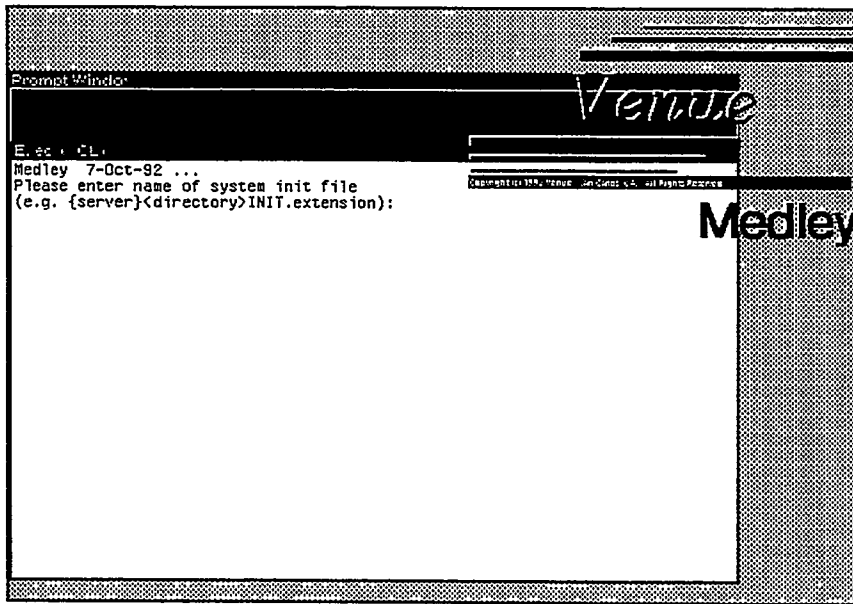 Prompt Window
Venue
Exec (CL)
Medley 7-Oct-92 ...
Please enter name of system init file
(e.g. {server}<directory>INIT.extension):
Medley